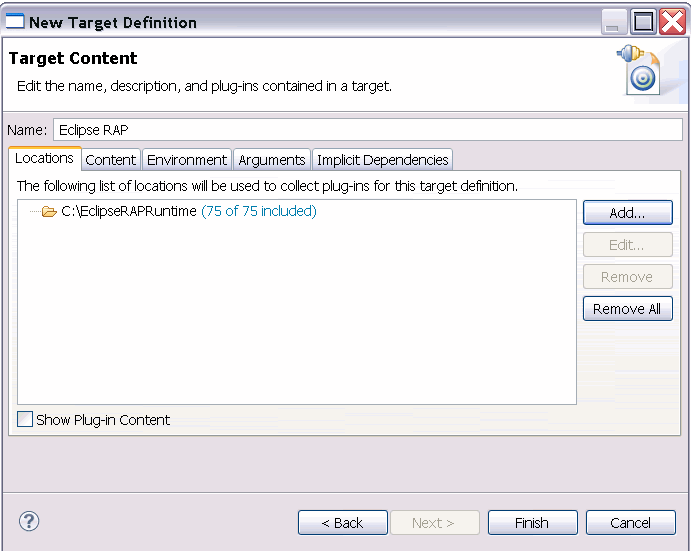 New Target Definition
Target Content
Edit the name, description, and plug-ins contained in a target.
Name: Eclipse RAP
Locations Content Environment Arguments Implicit Dependencies
The following list of locations will be used to collect plug-ins for this target definition.
C:\EclipseRAPRuntime (75 of 75 included)
Add...
Edit...
Remove
Remove All
Show Plug-in Content
? < Back Next > Finish Cancel